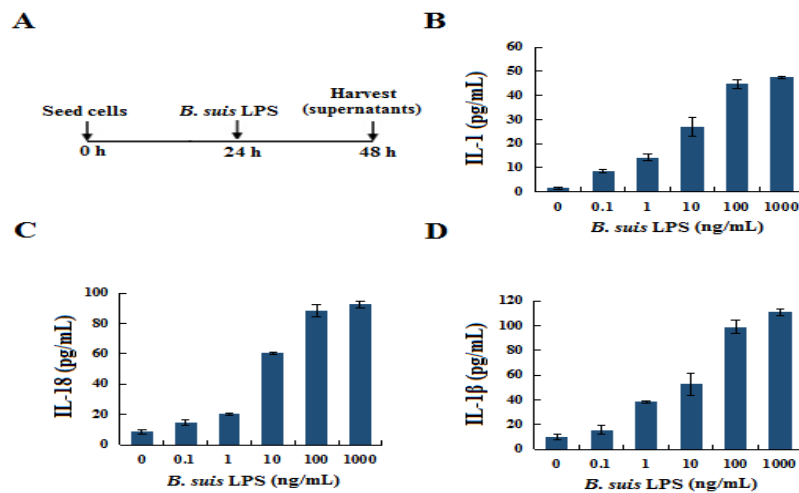 A
Seed cells
B. suis LPS
Harvest
(supernatants)
0 h
24 h
48 h
B
IL-1 (pg/mL)
60
50
40
30
20
10
0
0 0.1 1 10 100 1000
B. suis LPS (ng/mL)
C
IL-18 (pg/mL)
100
80
60
40
20
0
0 0.1 1 10 100 1000
B. suis LPS (ng/mL)
D
IL-1β (pg/mL)
120
100
80
60
40
20
0
0 0.1 1 10 100 1000
B. suis LPS (ng/mL)